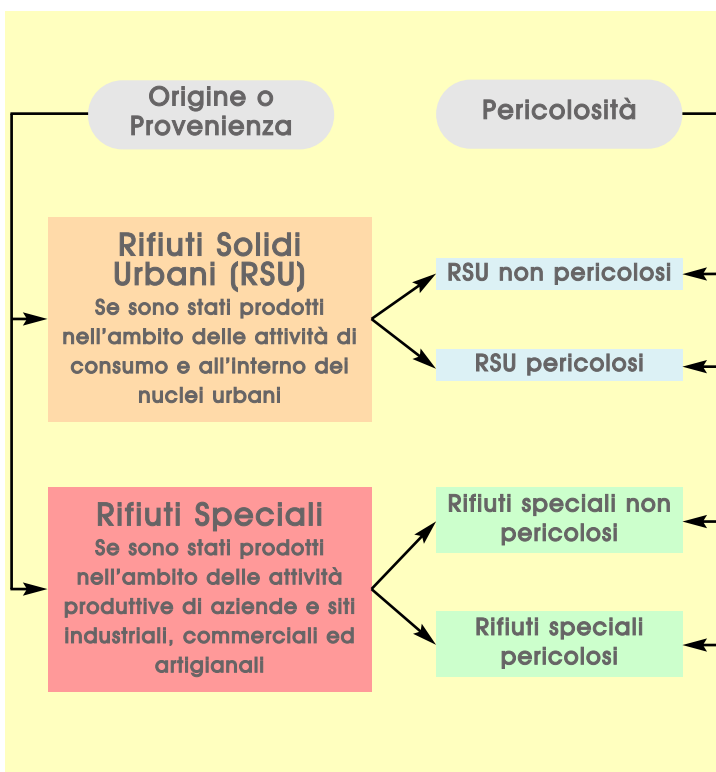 Origine o
Provenienza
Pericolosità
Rifiuti Solidi
Urbani (RSU)
Se sono stati prodotti
nell'ambito delle attività di
consumo e all'interno dei
nuclei urbani
RSU non pericolosi
RSU pericolosi
Rifiuti Speciali
Se sono stati prodotti
nell'ambito delle attività
produttive di aziende e siti
industriali, commerciali ed
artigianali
Rifiuti speciali non
pericolosi
Rifiuti speciali
pericolosi